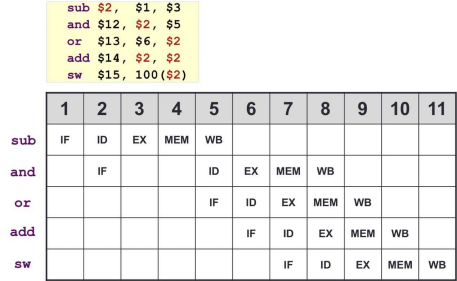 sub $2, $1, $3
and $12, $2, $5
or $13, $6, $2
add $14, $2, $2
sw $15, 100($2)
1 2 3 4 5 6 7 8 9 10 11
sub IF ID EX MEM WB
and IF ID EX MEM WB
or IF ID EX MEM WB
add IF ID EX MEM WB
sw IF ID EX MEM WB